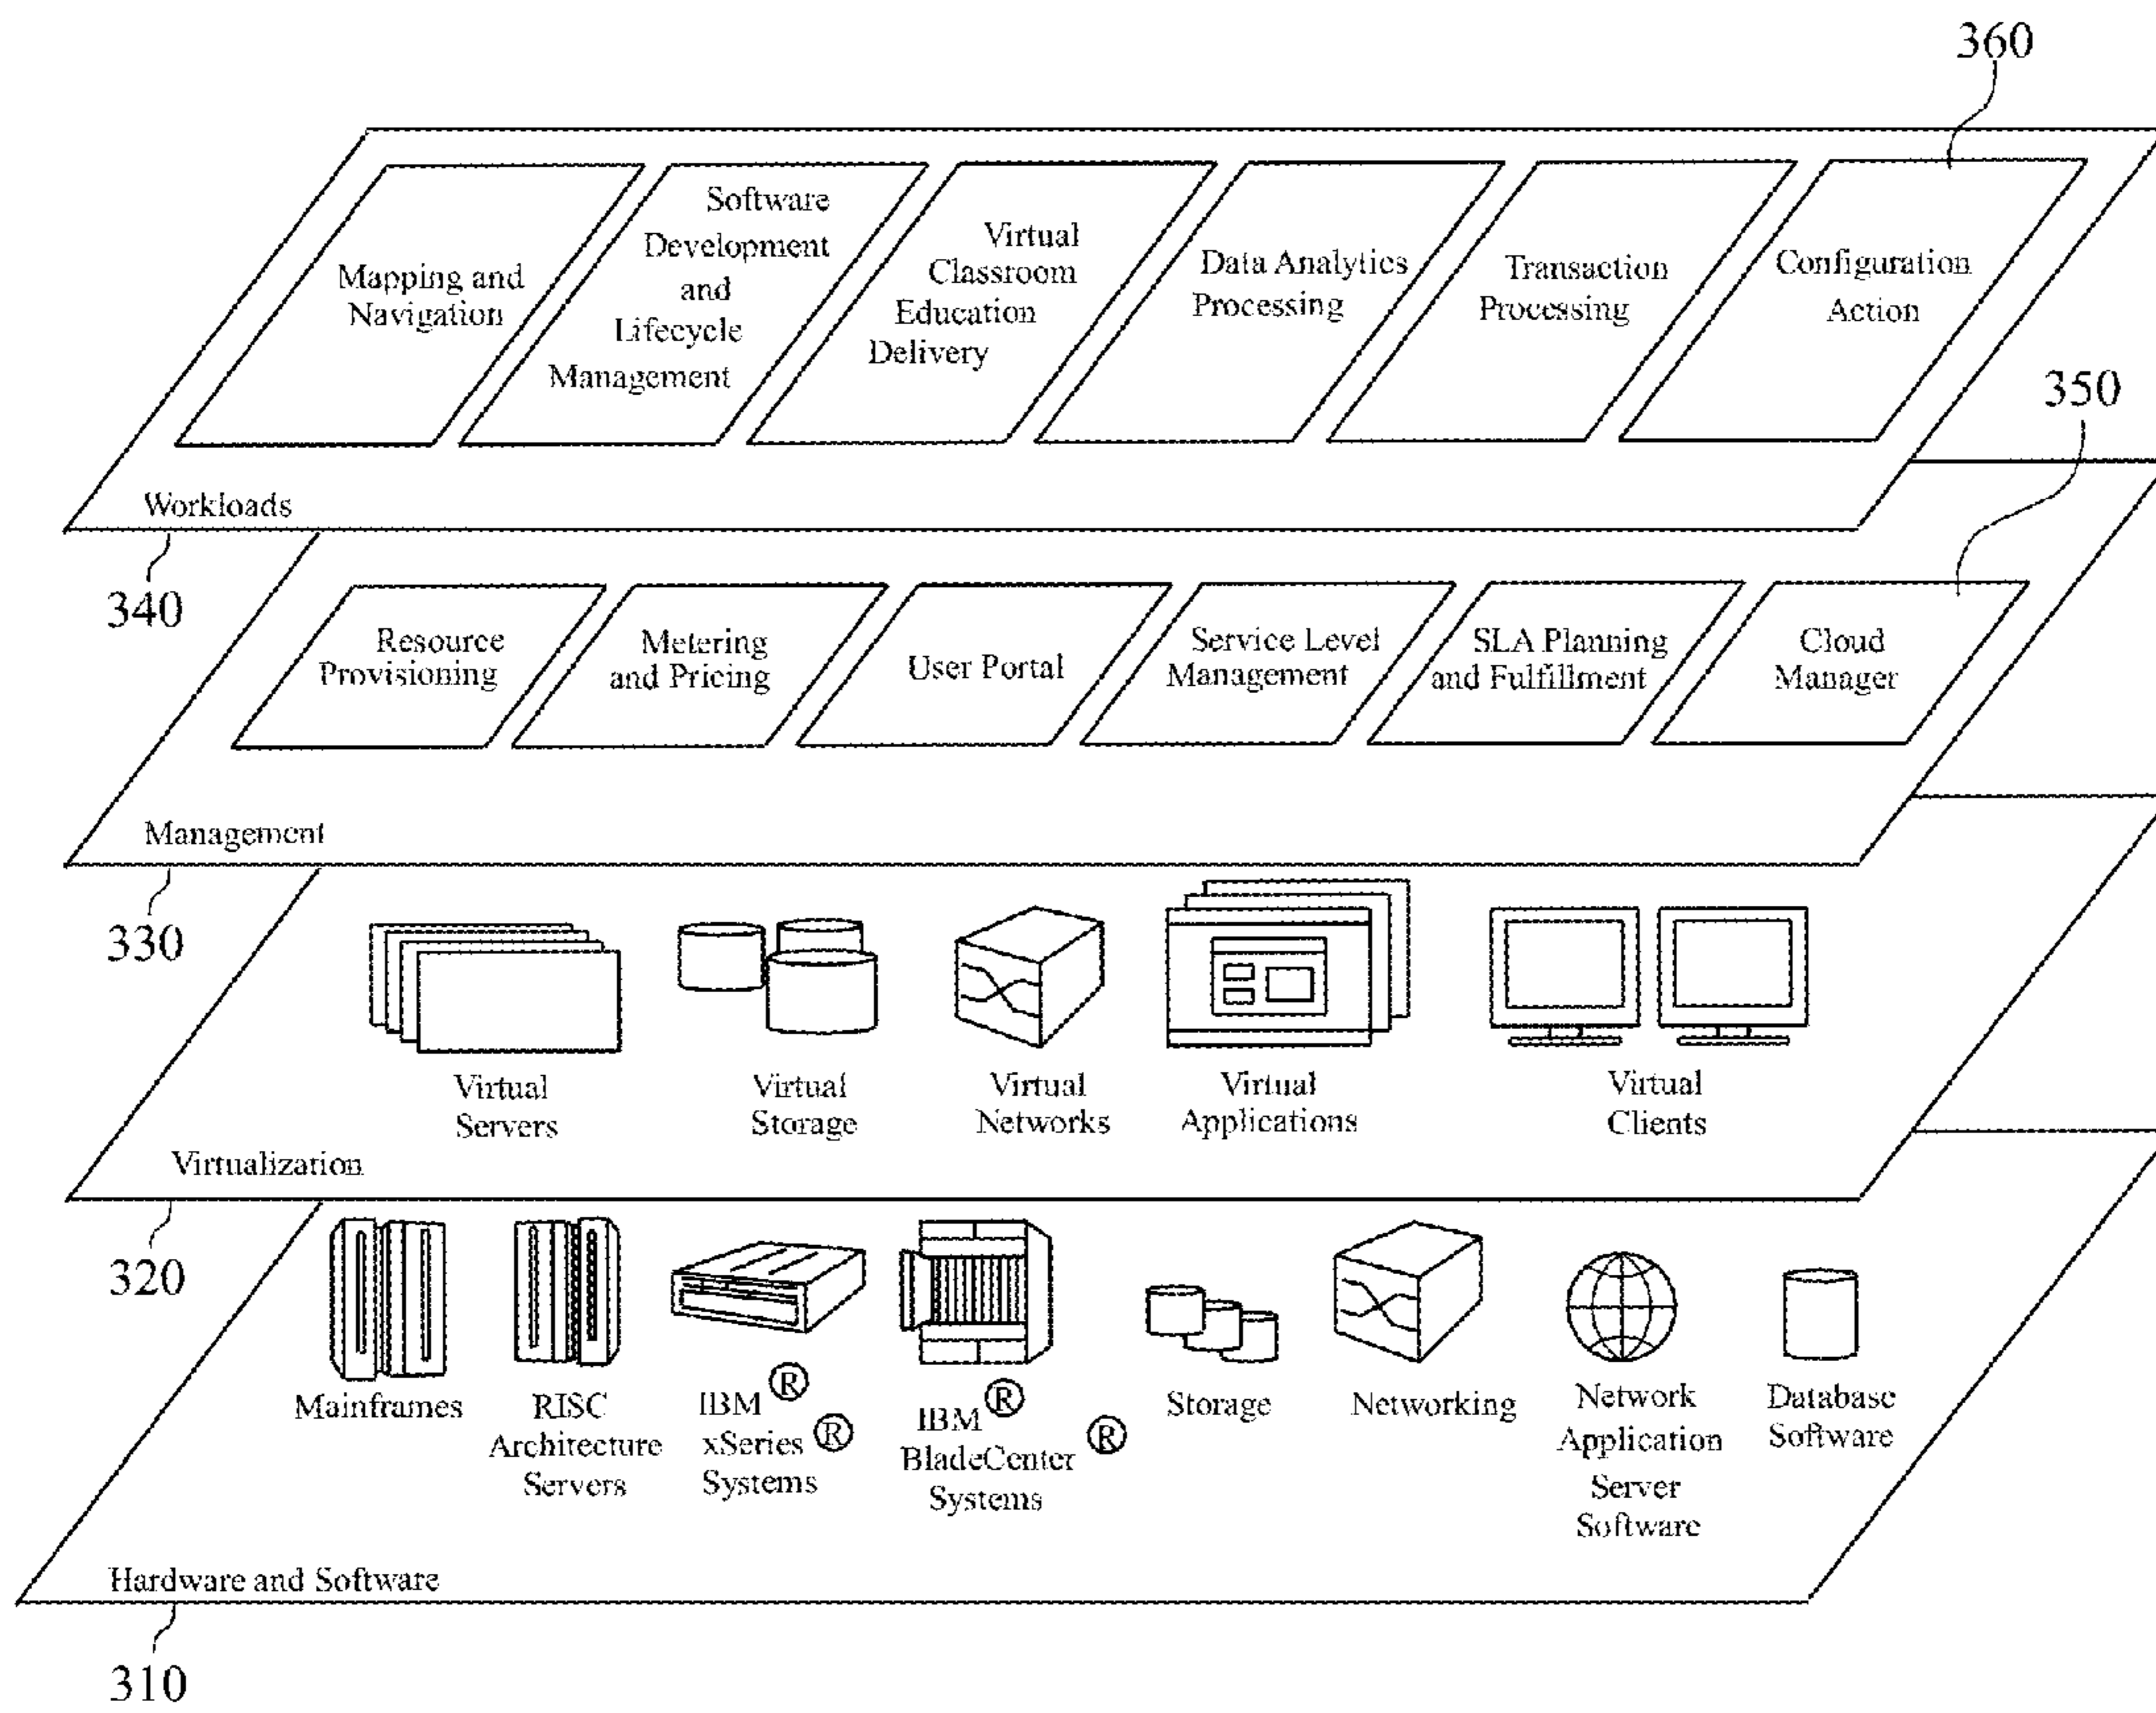 360
Mapping and
Navigation
Software
Development
and
Lifecycle
Management
Virtual
Classroom
Education
Delivery
Data Analytics
Processing
Transaction
Processing
Configuration
Action
350
Workloads
340
Resource
Provisioning
Metering
and Pricing
User Portal
Service Level
Management
SLA Planning
and Fulfillment
Cloud
Manager
Management
330
Virtual
Servers
Virtual
Storage
Virtual
Networks
Virtual
Applications
Virtual
Clients
Virtualization
320
Mainframes
RISC
Architecture
Servers
IBM ®
xSeries ®
Systems
IBM ®
BladeCenter ®
Systems
Storage
Networking
Network
Application
Server
Software
Database
Software
Hardware and Software
310